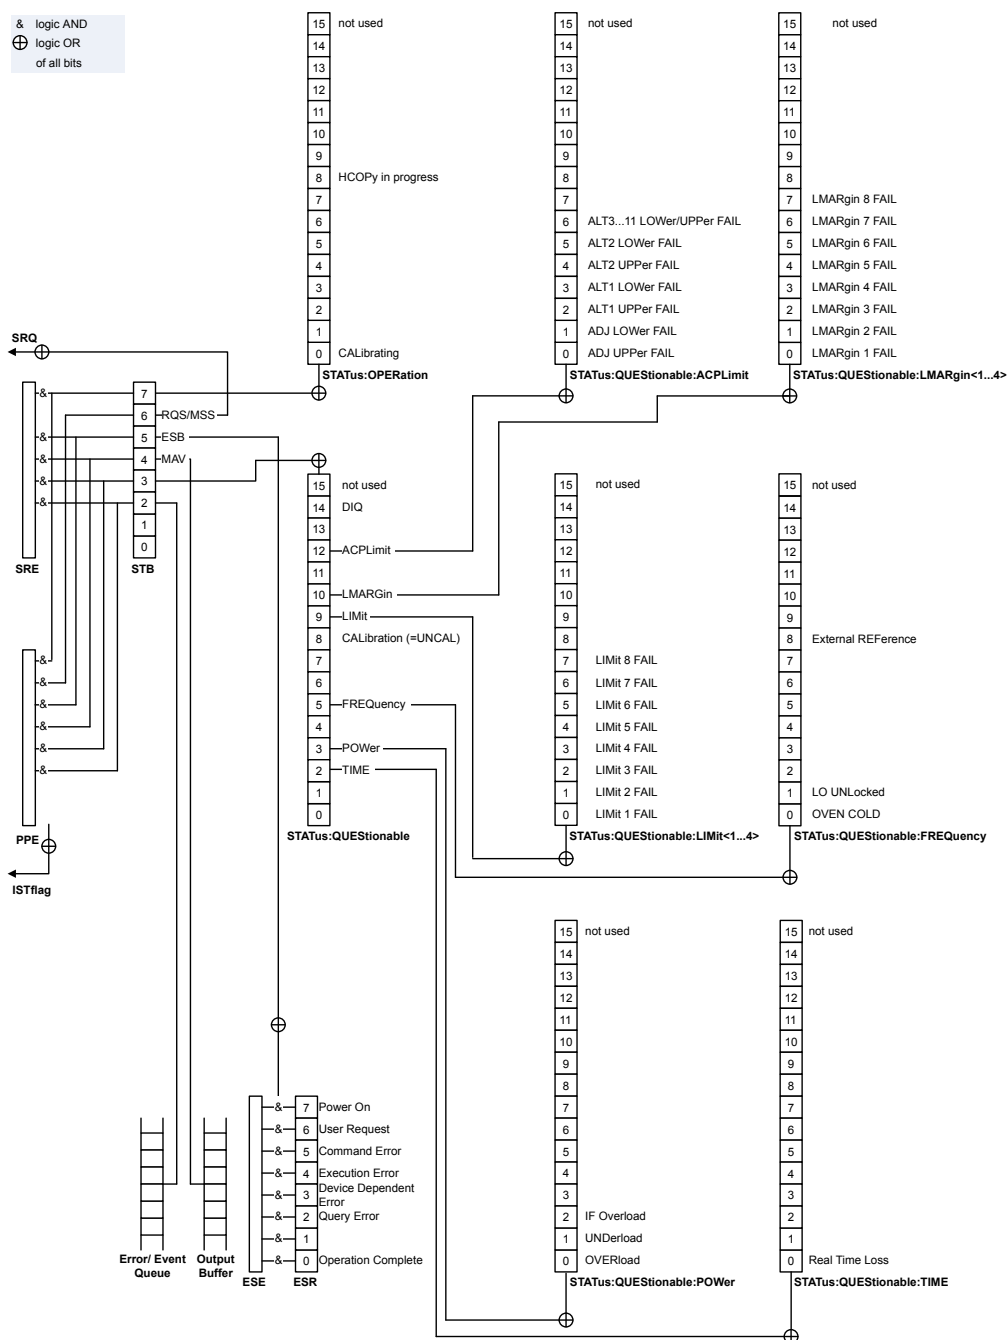 & logic AND
logic OR
of all bits
15 not used
14
13
12
11
10
9
8 HCOPy in progress
7
6
5
4
3
2
1
0 CALibrating
STATus:OPERation
15 not used
14
13
12
11
10
9
8
7
6 ALT3...11 LOWer/UPPer FAIL
5 ALT2 LOWer FAIL
4 ALT2 UPPer FAIL
3 ALT1 LOWer FAIL
2 ALT1 UPPer FAIL
1 ADJ LOWer FAIL
0 ADJ UPPer FAIL
STATus:QUEStionable:ACPLimit
15 not used
14
13
12
11
10
9
8
7 LMARgin 8 FAIL
6 LMARgin 7 FAIL
5 LMARgin 6 FAIL
4 LMARgin 5 FAIL
3 LMARgin 4 FAIL
2 LMARgin 3 FAIL
1 LMARgin 2 FAIL
0 LMARgin 1 FAIL
STATus:QUEStionable:LMARgin<1...4>
SRQ
& 7
6 RQS/MSS
& 5 ESB
& 4 MAV
& 3
& 2
1
0
SRE STB
15 not used
14 DIQ
13
12 ACPLimit
11
10 LMARGin
9 LIMit
8 CALibration (=UNCAL)
7
6
5 FREQuency
4
3 POWer
2 TIME
1
0
STATus:QUEStionable
15 not used
14
13
12
11
10
9
8
7 LIMit 8 FAIL
6 LIMit 7 FAIL
5 LIMit 6 FAIL
4 LIMit 5 FAIL
3 LIMit 4 FAIL
2 LIMit 3 FAIL
1 LIMit 2 FAIL
0 LIMit 1 FAIL
STATus:QUEStionable:LIMit<1...4>
15 not used
14
13
12
11
10
9
8 External REFerence
7
6
5
4
3
2
1 LO UNLocked
0 OVEN COLD
STATus:QUEStionable:FREQuency
&
&
&
&
&
&
PPE
ISTflag
15 not used
14
13
12
11
10
9
8
7
6
5
4
3
2 IF Overload
1 UNDerload
0 OVERload
STATus:QUEStionable:POWer
15 not used
14
13
12
11
10
9
8
7
6
5
4
3
2
1
0 Real Time Loss
STATus:QUEStionable:TIME
& 7 Power On
& 6 User Request
& 5 Command Error
& 4 Execution Error
& 3 Device Dependent
Error
& 2 Query Error
& 1
& 0 Operation Complete
ESE ESR
Error/ Event
Queue
Output
Buffer